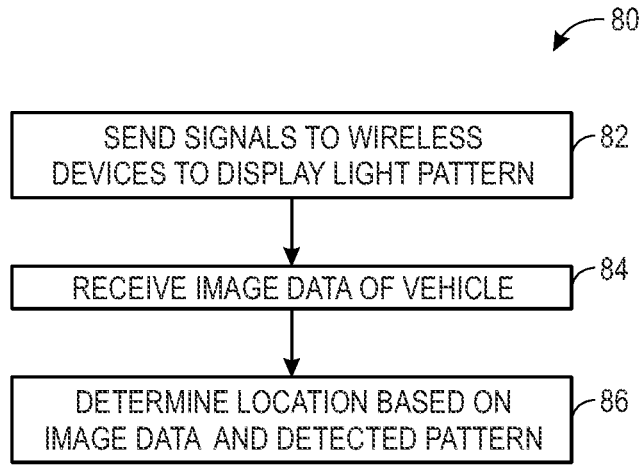 80
SEND SIGNALS TO WIRELESS
DEVICES TO DISPLAY LIGHT PATTERN
82
RECEIVE IMAGE DATA OF VEHICLE
84
DETERMINE LOCATION BASED ON
IMAGE DATA AND DETECTED PATTERN
86